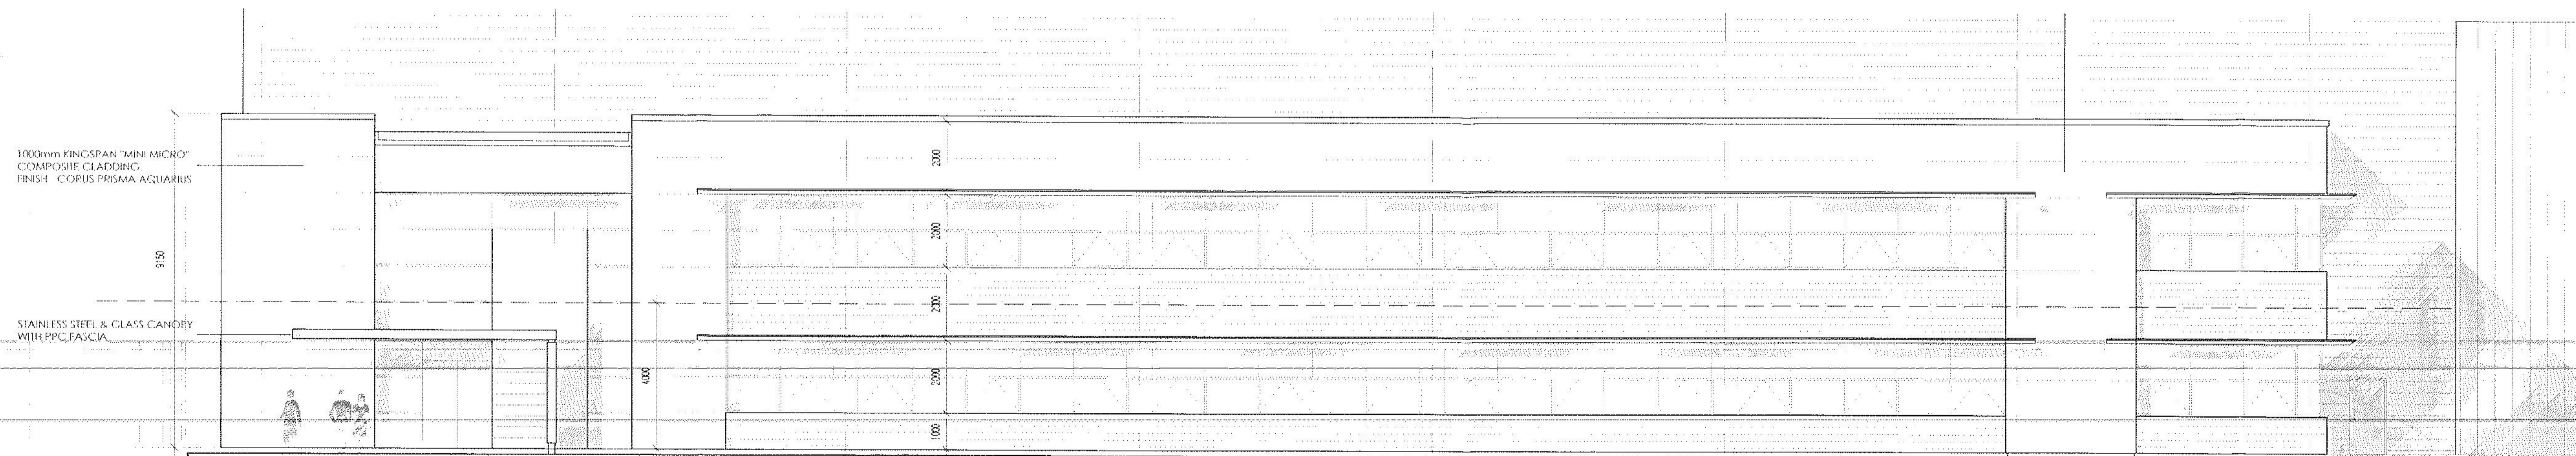 1000mm KINGSPAN "MINI MICRO"
COMPOSITE CLADDING.
FINISH CORUS PRISMA AQUARIUS
9150
STAINLESS STEEL & GLASS CANOPY
WITH PPC FASCIA
4000
2000
2000
2000
2000
1000